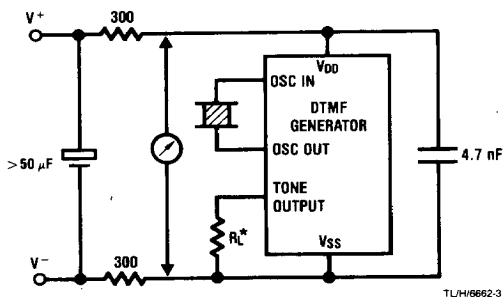 V+
300
VDD
OSC IN
DTMF
GENERATOR
OSC OUT
>50 µF
4.7 nF
TONE
OUTPUT
RL*
VSS
V−
300
TL/H/6662-3